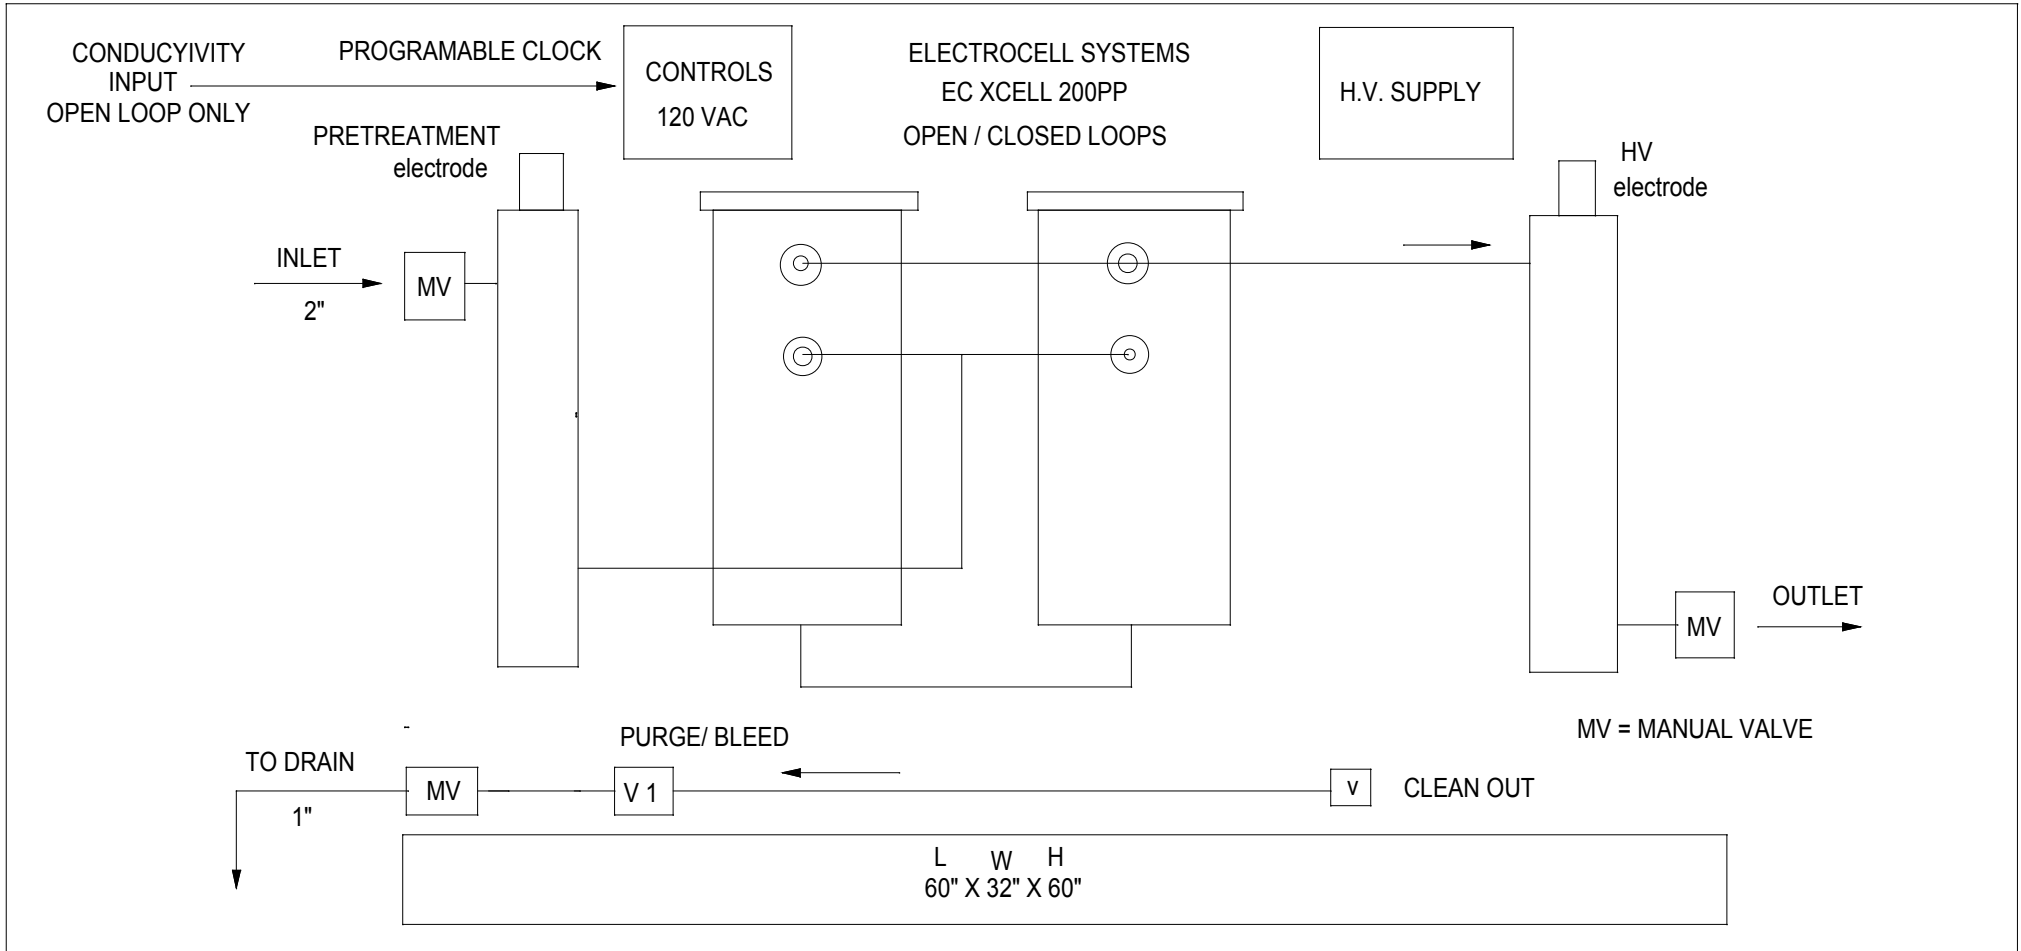 CONDUCYIVITY
INPUT
OPEN LOOP ONLY
PROGRAMABLE CLOCK
CONTROLS
120 VAC
ELECTROCELL SYSTEMS
EC XCELL 200PP
OPEN / CLOSED LOOPS
H.V. SUPPLY
PRETREATMENT
electrode
HV
electrode
INLET
2"
MV
OUTLET
MV
MV = MANUAL VALVE
PURGE/ BLEED
TO DRAIN
1"
MV
V 1
v
CLEAN OUT
L W H
60" X 32" X 60"